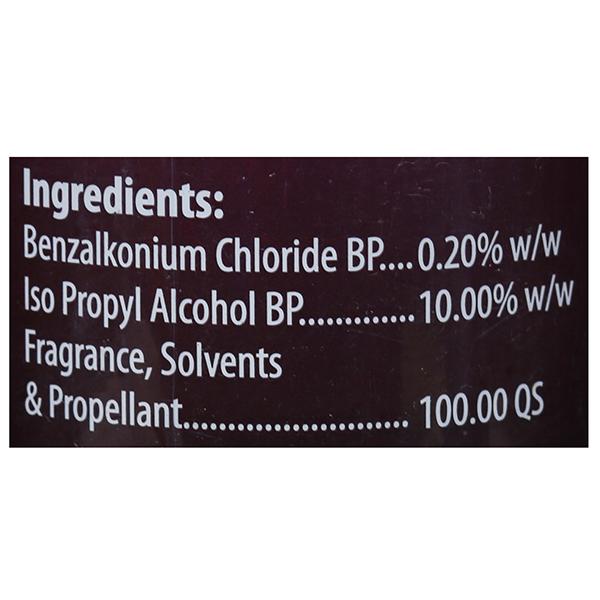 Ingredients:
Benzalkonium Chloride BP.... 0.20% w/w
Iso Propyl Alcohol BP............. 10.00% w/w
Fragrance, Solvents
& Propellant.......................... 100.00 QS